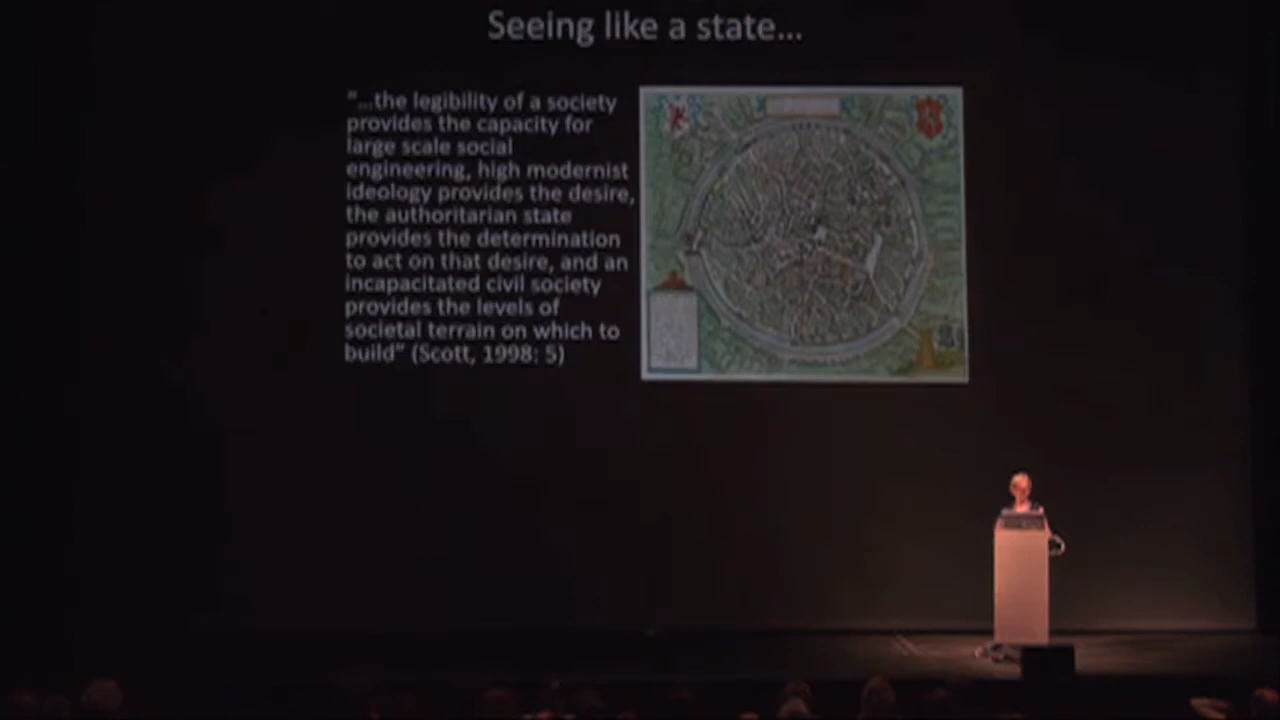 Seeing like a state...
"...the legibility of a society
provides the capacity for
large scale social
engineering, high modernist
ideology provides the desire,
the authoritarian state
provides the determination
to act on that desire, and an
incapacitated civil society
provides the levels of
societal terrain on which to
build" (Scott, 1998: 5)